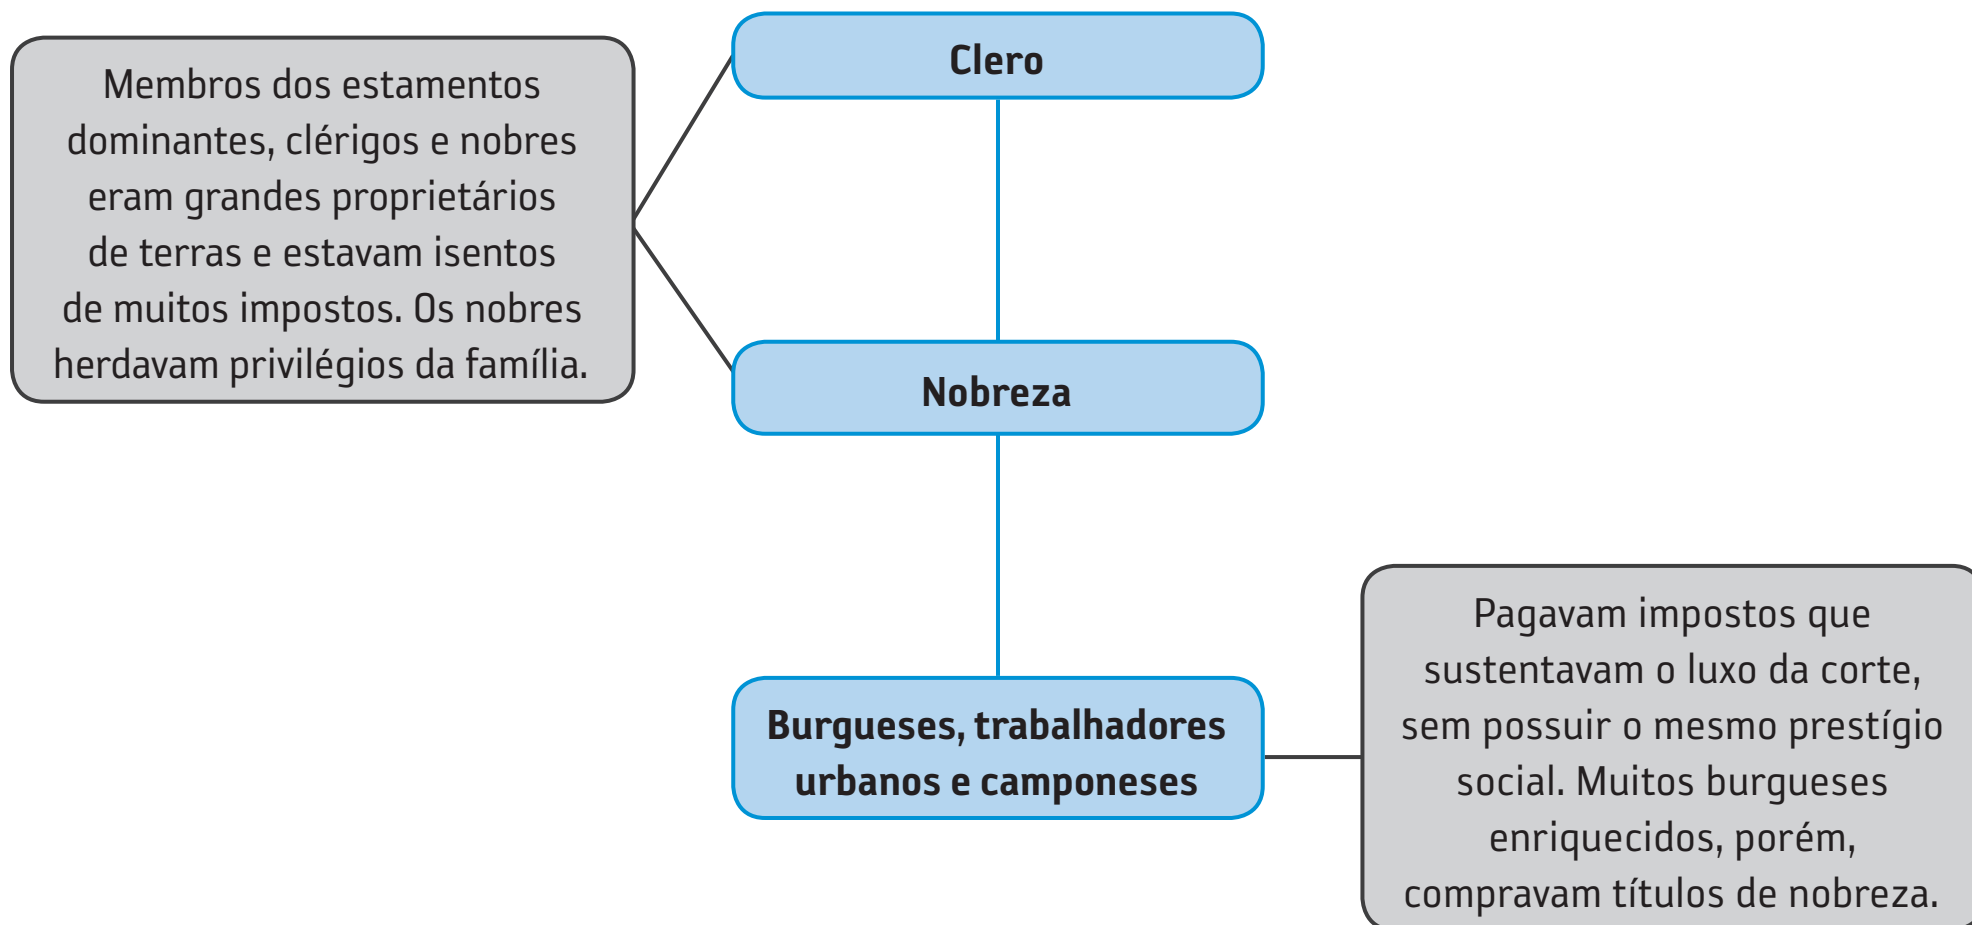 Clero
Membros dos estamentos
dominantes, clérigos e nobres
eram grandes proprietários
de terras e estavam isentos
de muitos impostos. Os nobres
herdavam privilégios da família.
Nobreza
Burgueses, trabalhadores
urbanos e camponeses
Pagavam impostos que
sustentavam o luxo da corte,
sem possuir o mesmo prestígio
social. Muitos burgueses
enriquecidos, porém,
compravam títulos de nobreza.